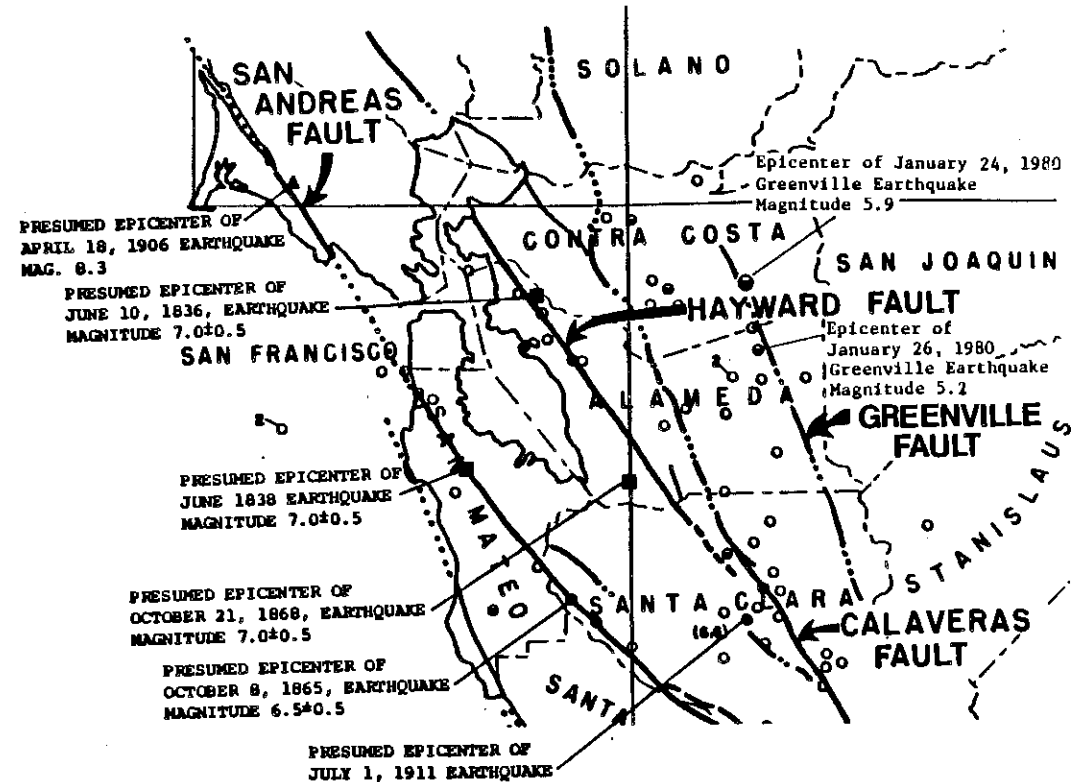 SAN
ANDREAS
FAULT
SOLANO
Epicenter of January 24, 1980
Greenville Earthquake
Magnitude 5.9
PRESUMED EPICENTER OF
APRIL 18, 1906 EARTHQUAKE
MAG. 8.3
CONTRA COSTA
SAN JOAQUIN
PRESUMED EPICENTER OF
JUNE 10, 1836, EARTHQUAKE
MAGNITUDE 7.0±0.5
HAYWARD FAULT
SAN FRANCISCO
Epicenter of
January 26, 1980
Greenville Earthquake
Magnitude 5.2
2
ALAMEDA
GREENVILLE
FAULT
2
SAN MATEO
PRESUMED EPICENTER OF
JUNE 1838 EARTHQUAKE
MAGNITUDE 7.0±0.5
STANISLAUS
PRESUMED EPICENTER OF
OCTOBER 21, 1868, EARTHQUAKE
MAGNITUDE 7.0±0.5
SANTA CLARA
(6.6)
CALAVERAS
FAULT
PRESUMED EPICENTER OF
OCTOBER 8, 1865, EARTHQUAKE
MAGNITUDE 6.5±0.5
SANTA
PRESUMED EPICENTER OF
JULY 1, 1911 EARTHQUAKE